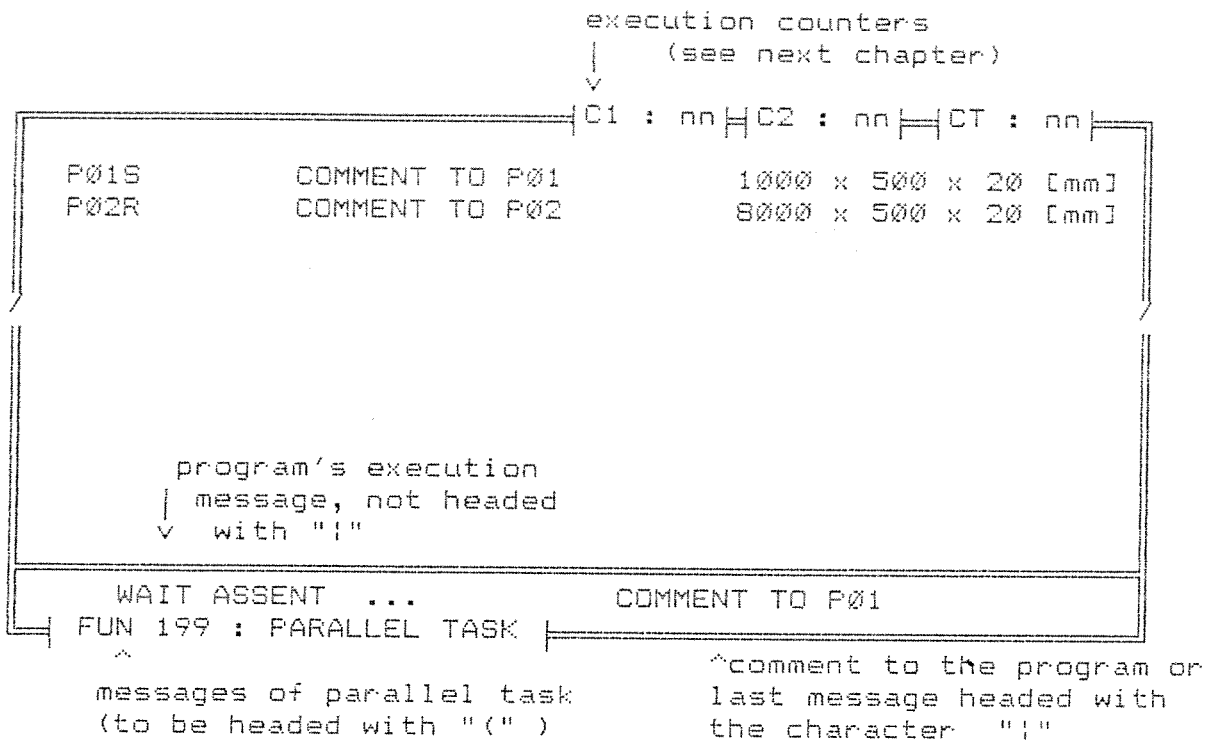 execution counters
(see next chapter)
C1 : nn C2 : nn CT : nn
PØ1S COMMENT TO PØ1 1ØØØ x 5ØØ x 2Ø [mm]
PØ2R COMMENT TO PØ2 8ØØØ x 5ØØ x 2Ø [mm]
program's execution
message, not headed
with "¦"
WAIT ASSENT ... COMMENT TO PØ1
FUN 199 : PARALLEL TASK
^comment to the program or
messages of parallel task last message headed with
(to be headed with "(" ) the character "¦"